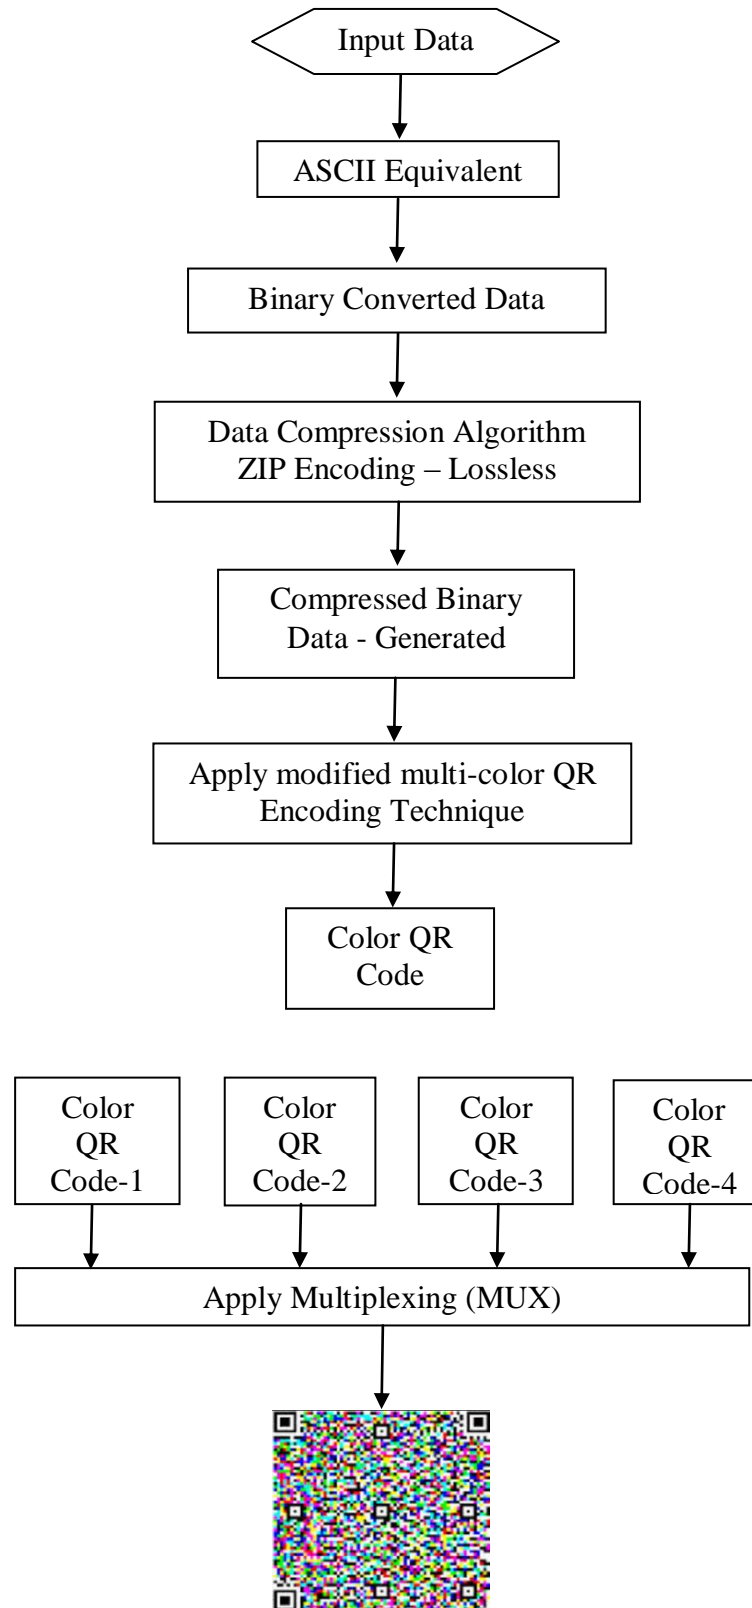 Input Data
ASCII Equivalent
Binary Converted Data
Data Compression Algorithm
ZIP Encoding – Lossless
Compressed Binary
Data - Generated
Apply modified multi-color QR
Encoding Technique
Color QR
Code
Color
QR
Code-1
Color
QR
Code-2
Color
QR
Code-3
Color
QR
Code-4
Apply Multiplexing (MUX)